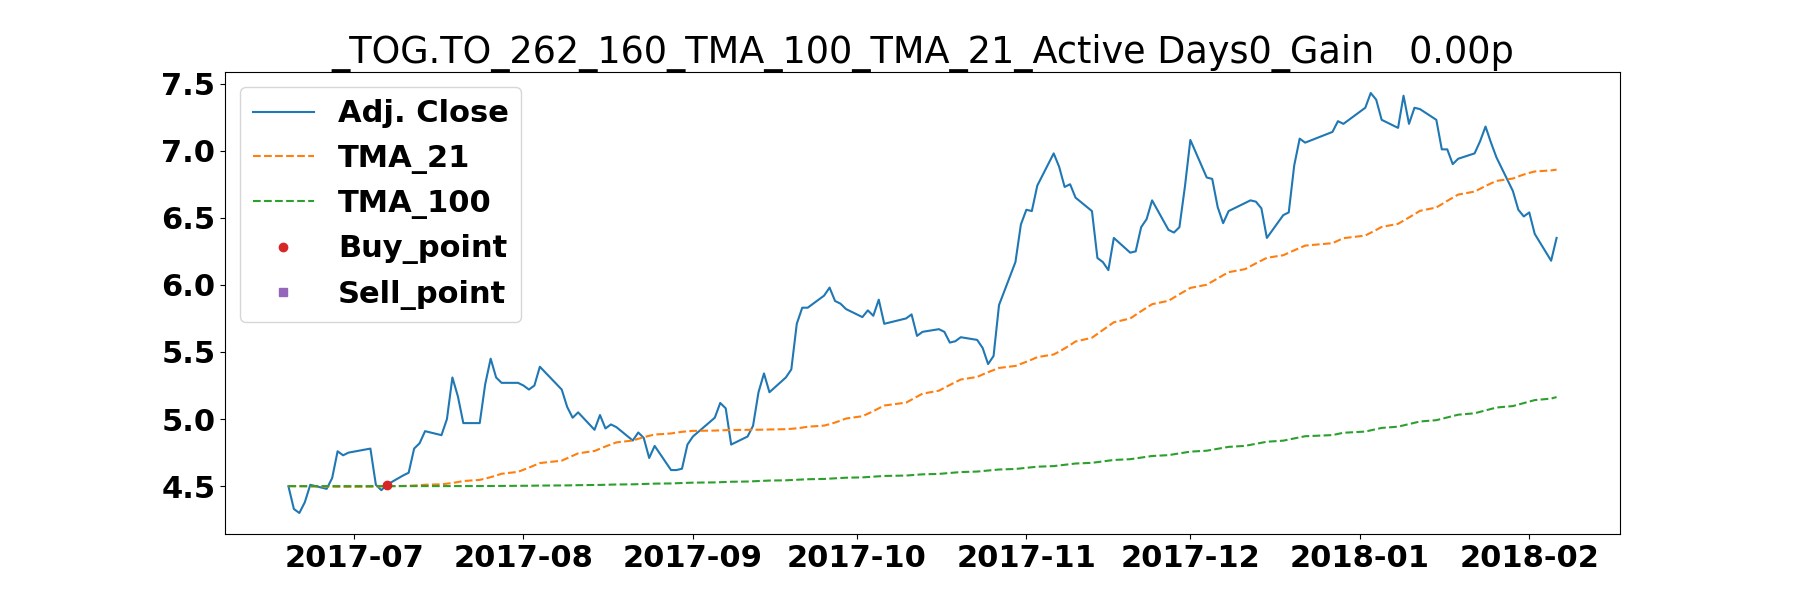 _TOG.TO_262_160_TMA_100_TMA_21_Active Days0_Gain   0.00p
7.5
7.0
6.5
6.0
5.5
5.0
4.5
Adj. Close
TMA_21
TMA_100
Buy_point
Sell_point
2017-07 2017-08 2017-09 2017-10 2017-11 2017-12 2018-01 2018-02